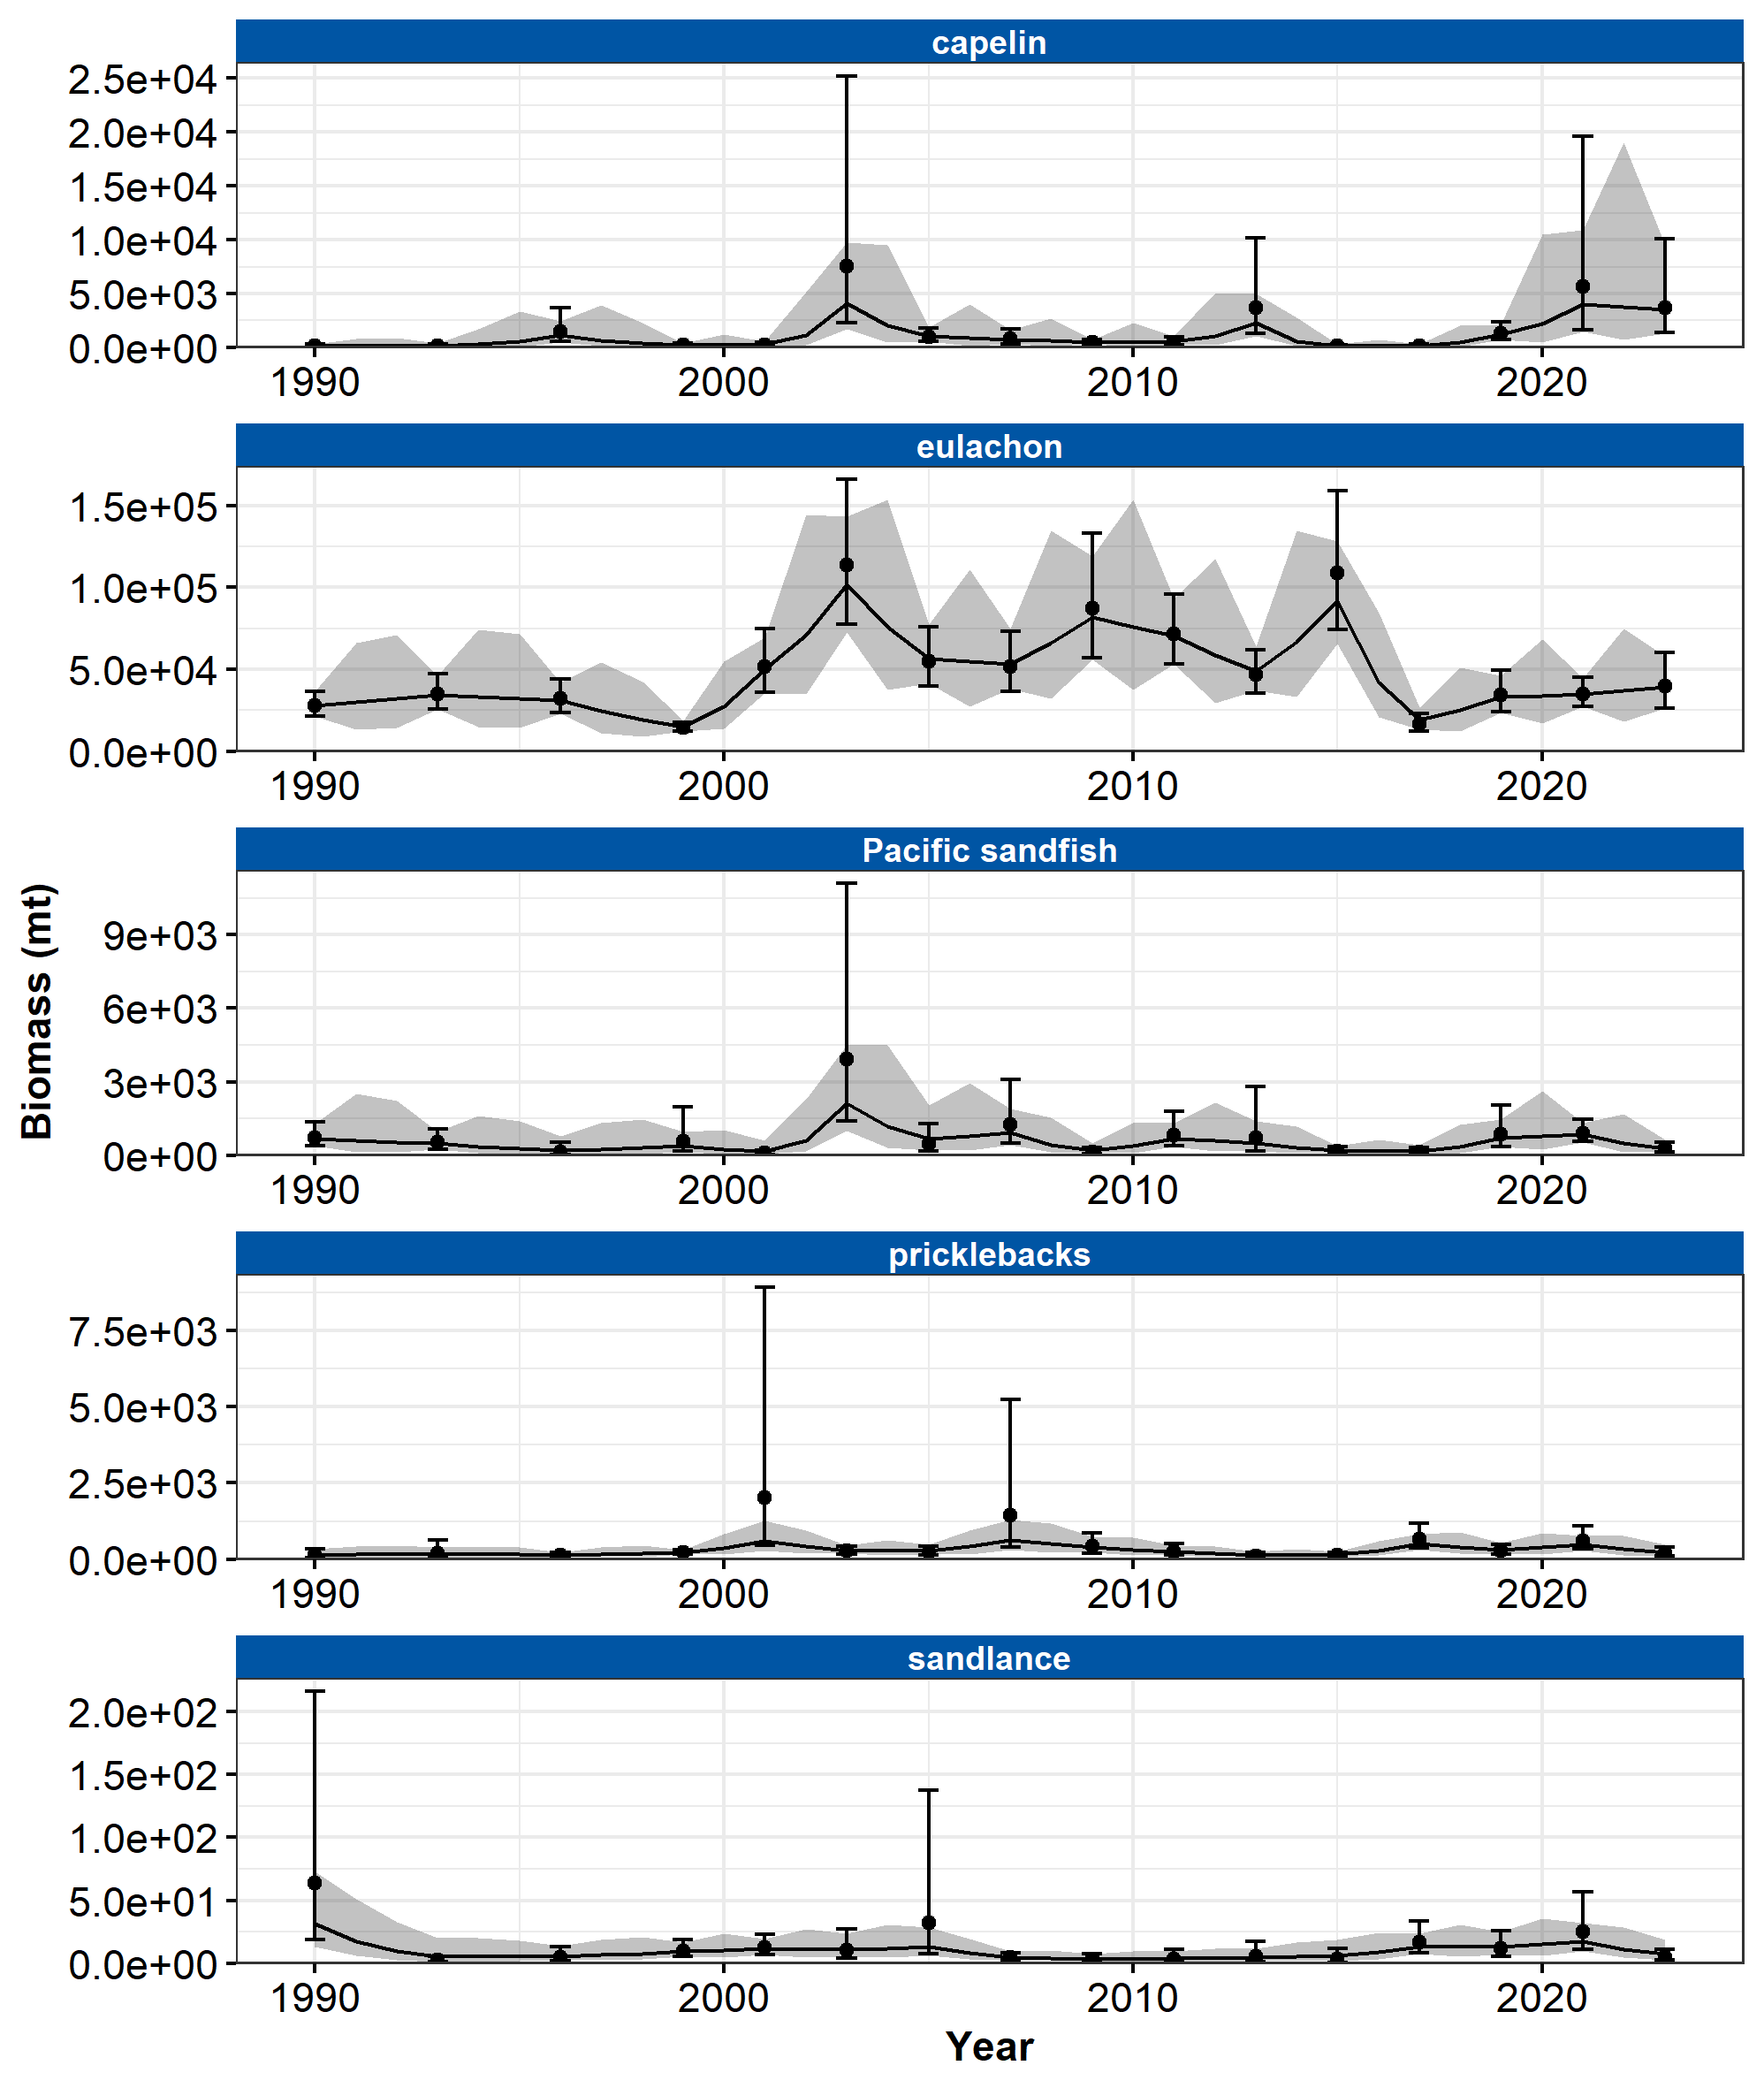 capelin
2.5e+04
2.0e+04
1.5e+04
1.0e+04
5.0e+03
0.0e+00
1990 2000 2010 2020
eulachon
1.5e+05
1.0e+05
5.0e+04
0.0e+00
1990 2000 2010 2020
Pacific sandfish
Biomass (mt)
9e+03
6e+03
3e+03
0e+00
1990 2000 2010 2020
pricklebacks
7.5e+03
5.0e+03
2.5e+03
0.0e+00
1990 2000 2010 2020
sandlance
2.0e+02
1.5e+02
1.0e+02
5.0e+01
0.0e+00
1990 2000 2010 2020
Year